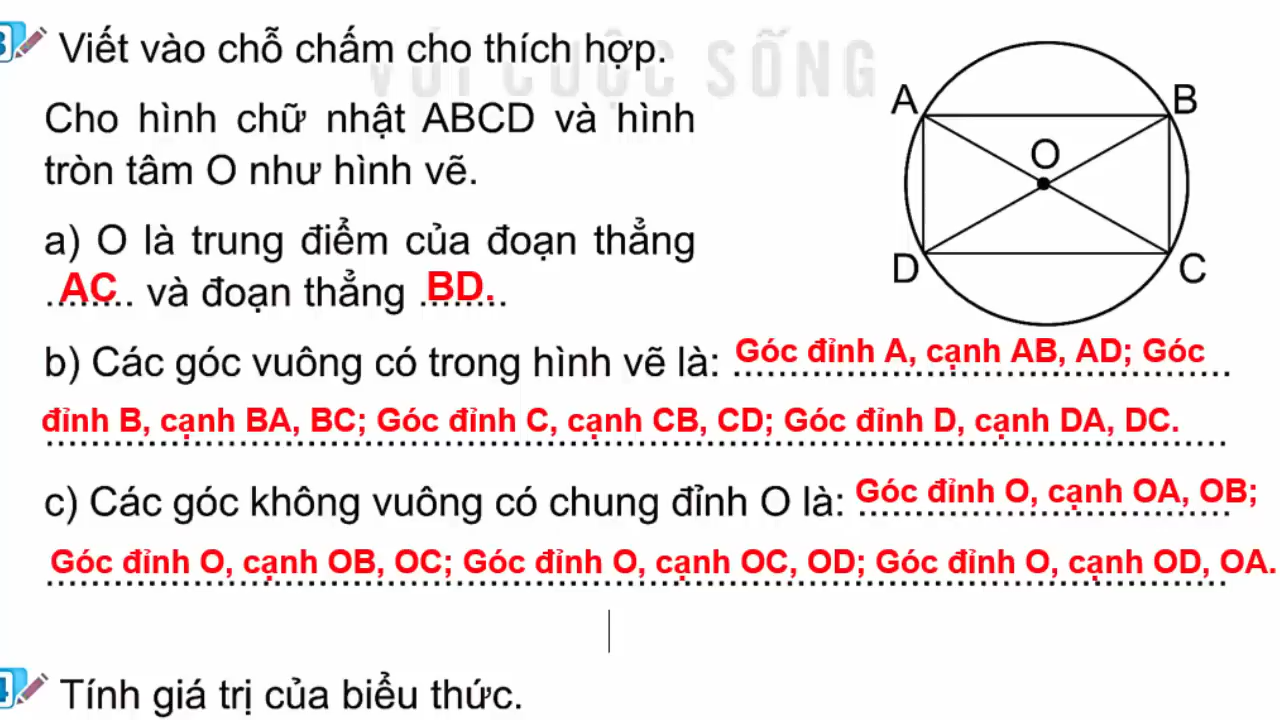 3 Viết vào chỗ chấm cho thích hợp.
VỚI CUỘC SỐNG
Cho hình chữ nhật ABCD và hình
tròn tâm O như hình vẽ.
A B
O
D C
a) O là trung điểm của đoạn thẳng
AC và đoạn thẳng BD.
b) Các góc vuông có trong hình vẽ là: Góc đỉnh A, cạnh AB, AD; Góc
đỉnh B, cạnh BA, BC; Góc đỉnh C, cạnh CB, CD; Góc đỉnh D, cạnh DA, DC.
c) Các góc không vuông có chung đỉnh O là: Góc đỉnh O, cạnh OA, OB;
Góc đỉnh O, cạnh OB, OC; Góc đỉnh O, cạnh OC, OD; Góc đỉnh O, cạnh OD, OA.
4 Tính giá trị của biểu thức.